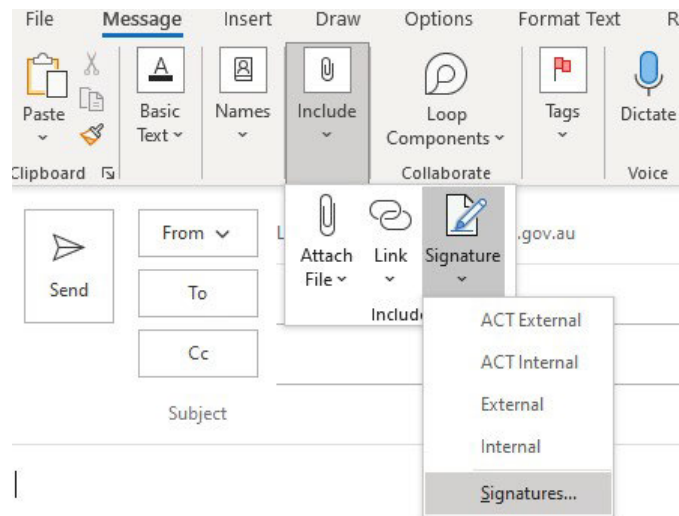 File Message Insert Draw Options Format Text R
Paste Basic Text Names Include Loop Components Tags Dictate
Clipboard Collaborate Voice
Send
From .gov.au
To
Cc
Subject
Attach File Link Signature
Includ
ACT External
ACT Internal
External
Internal
Signatures...